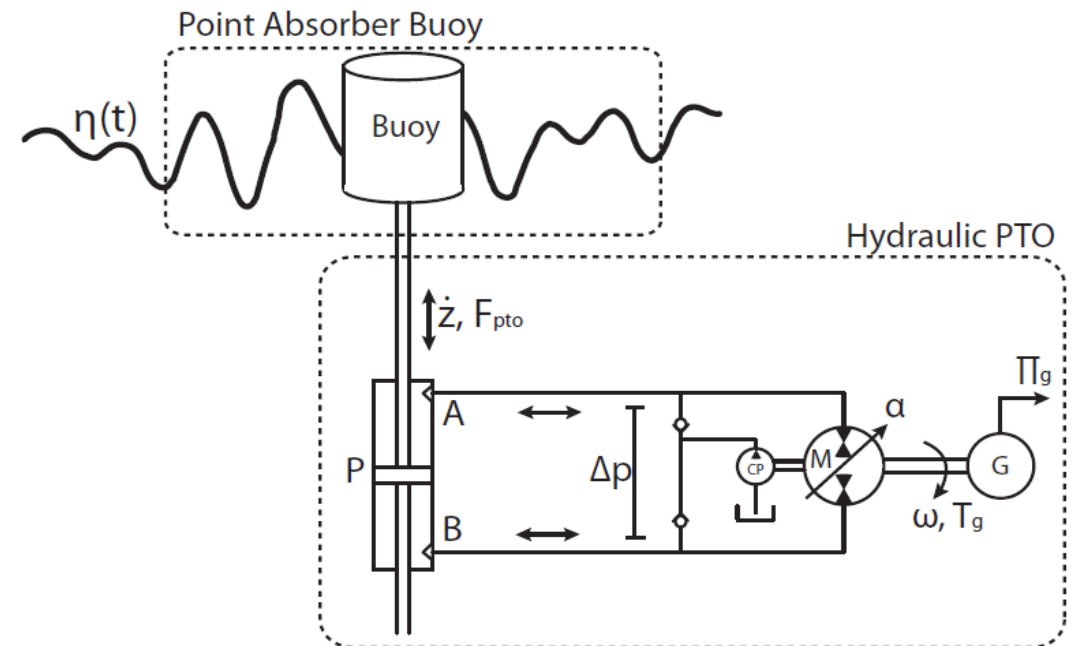 Point Absorber Buoy
η(t)
Buoy
Hydraulic PTO
ż, Fpto
A
P
Δp
B
CP
M
α
ω, Tg
G
Πg